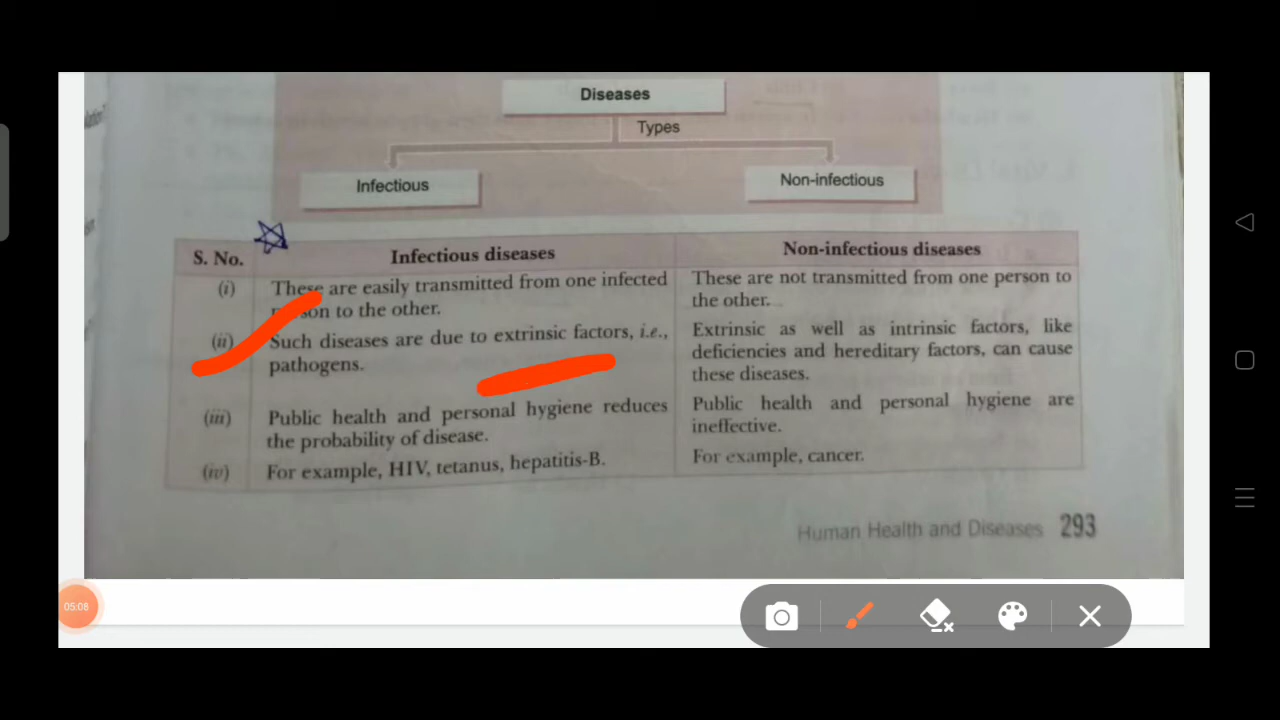 Diseases
Types
Infectious
Non-infectious
S. No.
Infectious diseases
Non-infectious diseases
(i)
These are easily transmitted from one infected
person to the other.
These are not transmitted from one person to
the other.
(ii)
Such diseases are due to extrinsic factors, i.e.,
pathogens.
Extrinsic as well as intrinsic factors, like
deficiencies and hereditary factors, can cause
these diseases.
(iii)
Public health and personal hygiene reduces
the probability of disease.
Public health and personal hygiene are
ineffective.
(iv)
For example, HIV, tetanus, hepatitis-B.
For example, cancer.
Human Health and Diseases 293
05:08